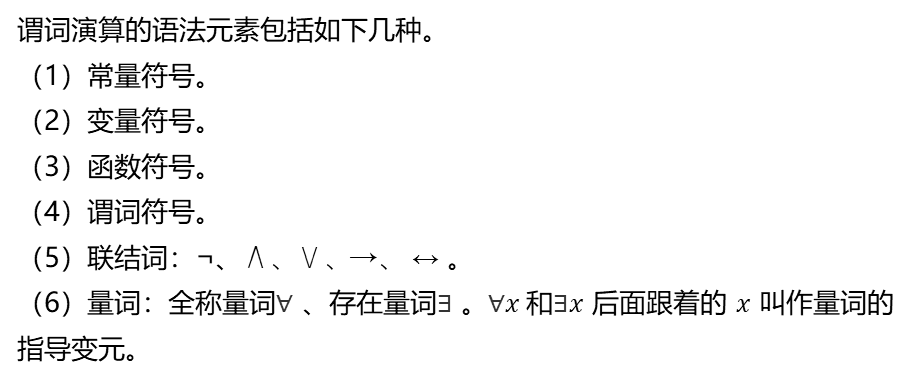 谓词演算的语法元素包括如下几种。
（1）常量符号。
（2）变量符号。
（3）函数符号。
（4）谓词符号。
（5）联结词：¬、∧、∨、→、↔。
（6）量词：全称量词∀、存在量词∃。∀x 和∃x 后面跟着的 x 叫作量词的
指导变元。